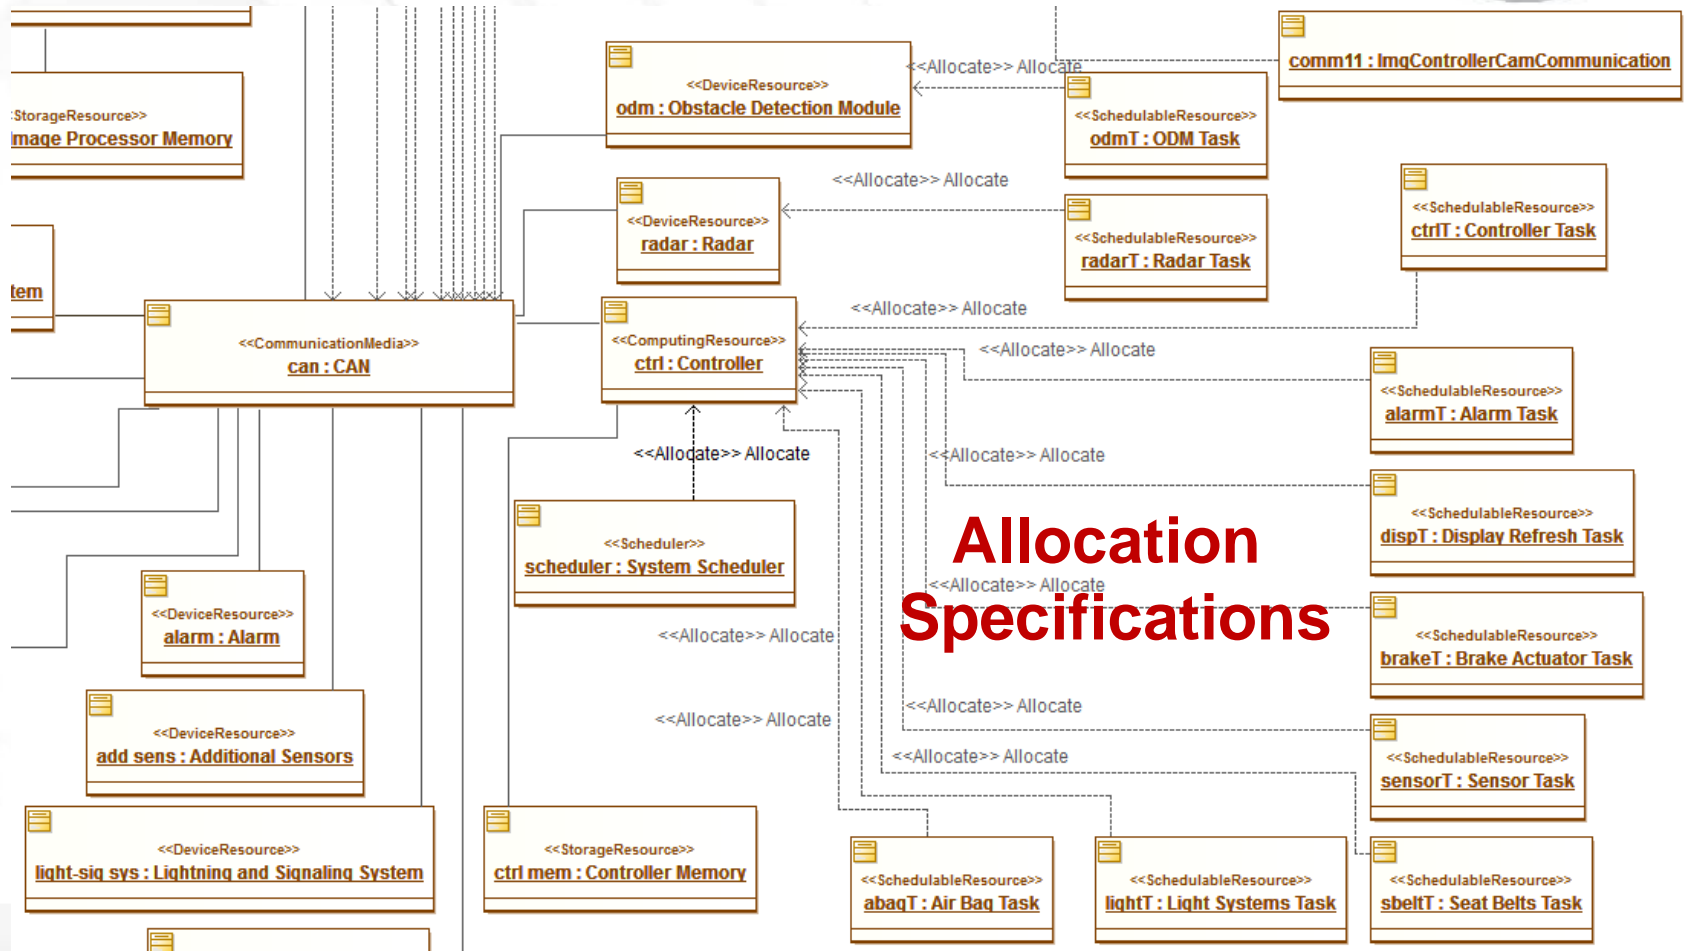 <<DeviceResource>>
odm : Obstacle Detection Module
<<Allocate>> Allocate
comm11 : ImgControllerCamCommunication
StorageResource>>
mage Processor Memory
<<SchedulableResource>>
odmT : ODM Task
<<Allocate>> Allocate
<<DeviceResource>>
radar : Radar
<<SchedulableResource>>
radarT : Radar Task
<<SchedulableResource>>
ctrlT : Controller Task
tem
<<CommunicationMedia>>
can : CAN
<<ComputingResource>>
ctrl : Controller
<<Allocate>> Allocate
<<Allocate>> Allocate
<<SchedulableResource>>
alarmT : Alarm Task
<<Allocate>> Allocate
<<Allocate>> Allocate
<<SchedulableResource>>
dispT : Display Refresh Task
<<Scheduler>>
scheduler : System Scheduler
Allocation
Specifications
<<Allocate>> Allocate
<<DeviceResource>>
alarm : Alarm
<<Allocate>> Allocate
<<SchedulableResource>>
brakeT : Brake Actuator Task
<<Allocate>> Allocate
<<Allocate>> Allocate
<<DeviceResource>>
add sens : Additional Sensors
<<Allocate>> Allocate
<<SchedulableResource>>
sensorT : Sensor Task
<<DeviceResource>>
light-sig sys : Lightning and Signaling System
<<StorageResource>>
ctrl mem : Controller Memory
<<SchedulableResource>>
abagT : Air Bag Task
<<SchedulableResource>>
lightT : Light Systems Task
<<SchedulableResource>>
sbeltT : Seat Belts Task